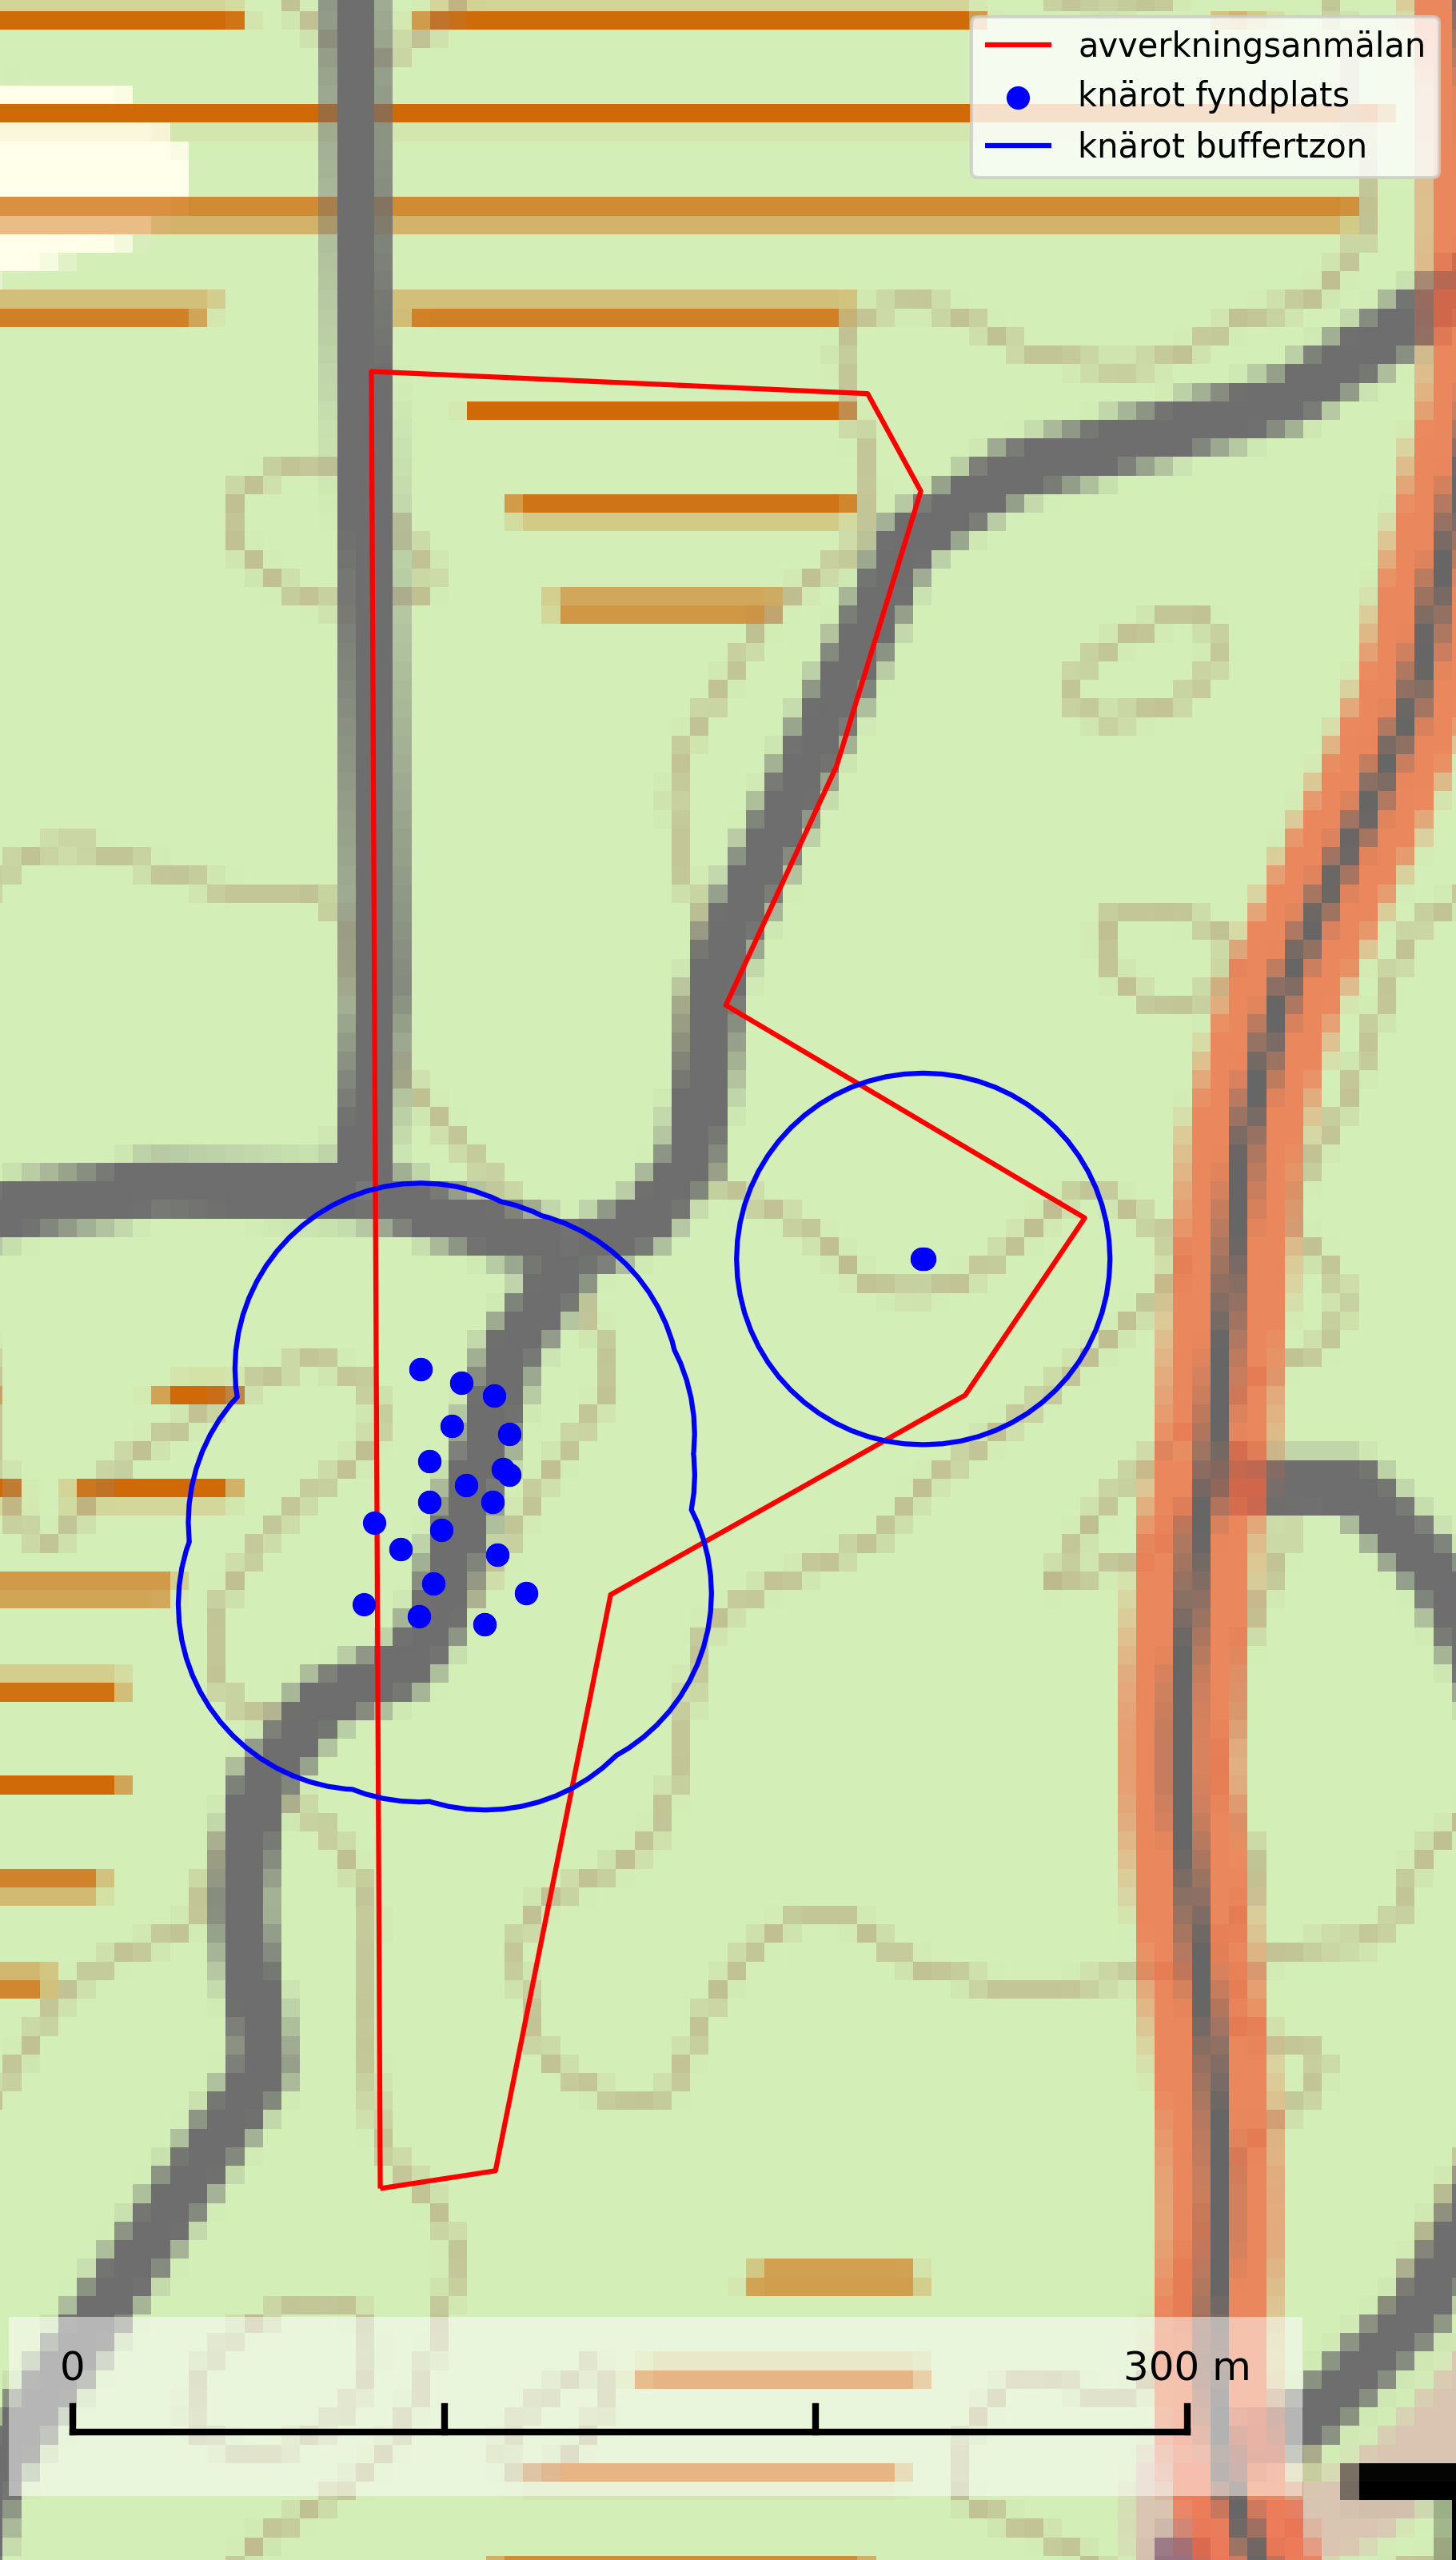 avverkningsanmälan
knärot fyndplats
knärot buffertzon
0
300 m